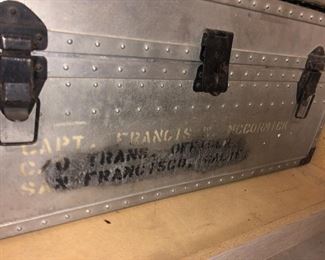 CAPT. FRANCIS V. MCCORMICK
C/O TRANS. OFFICER
SAN FRANCISCO, CALIF.